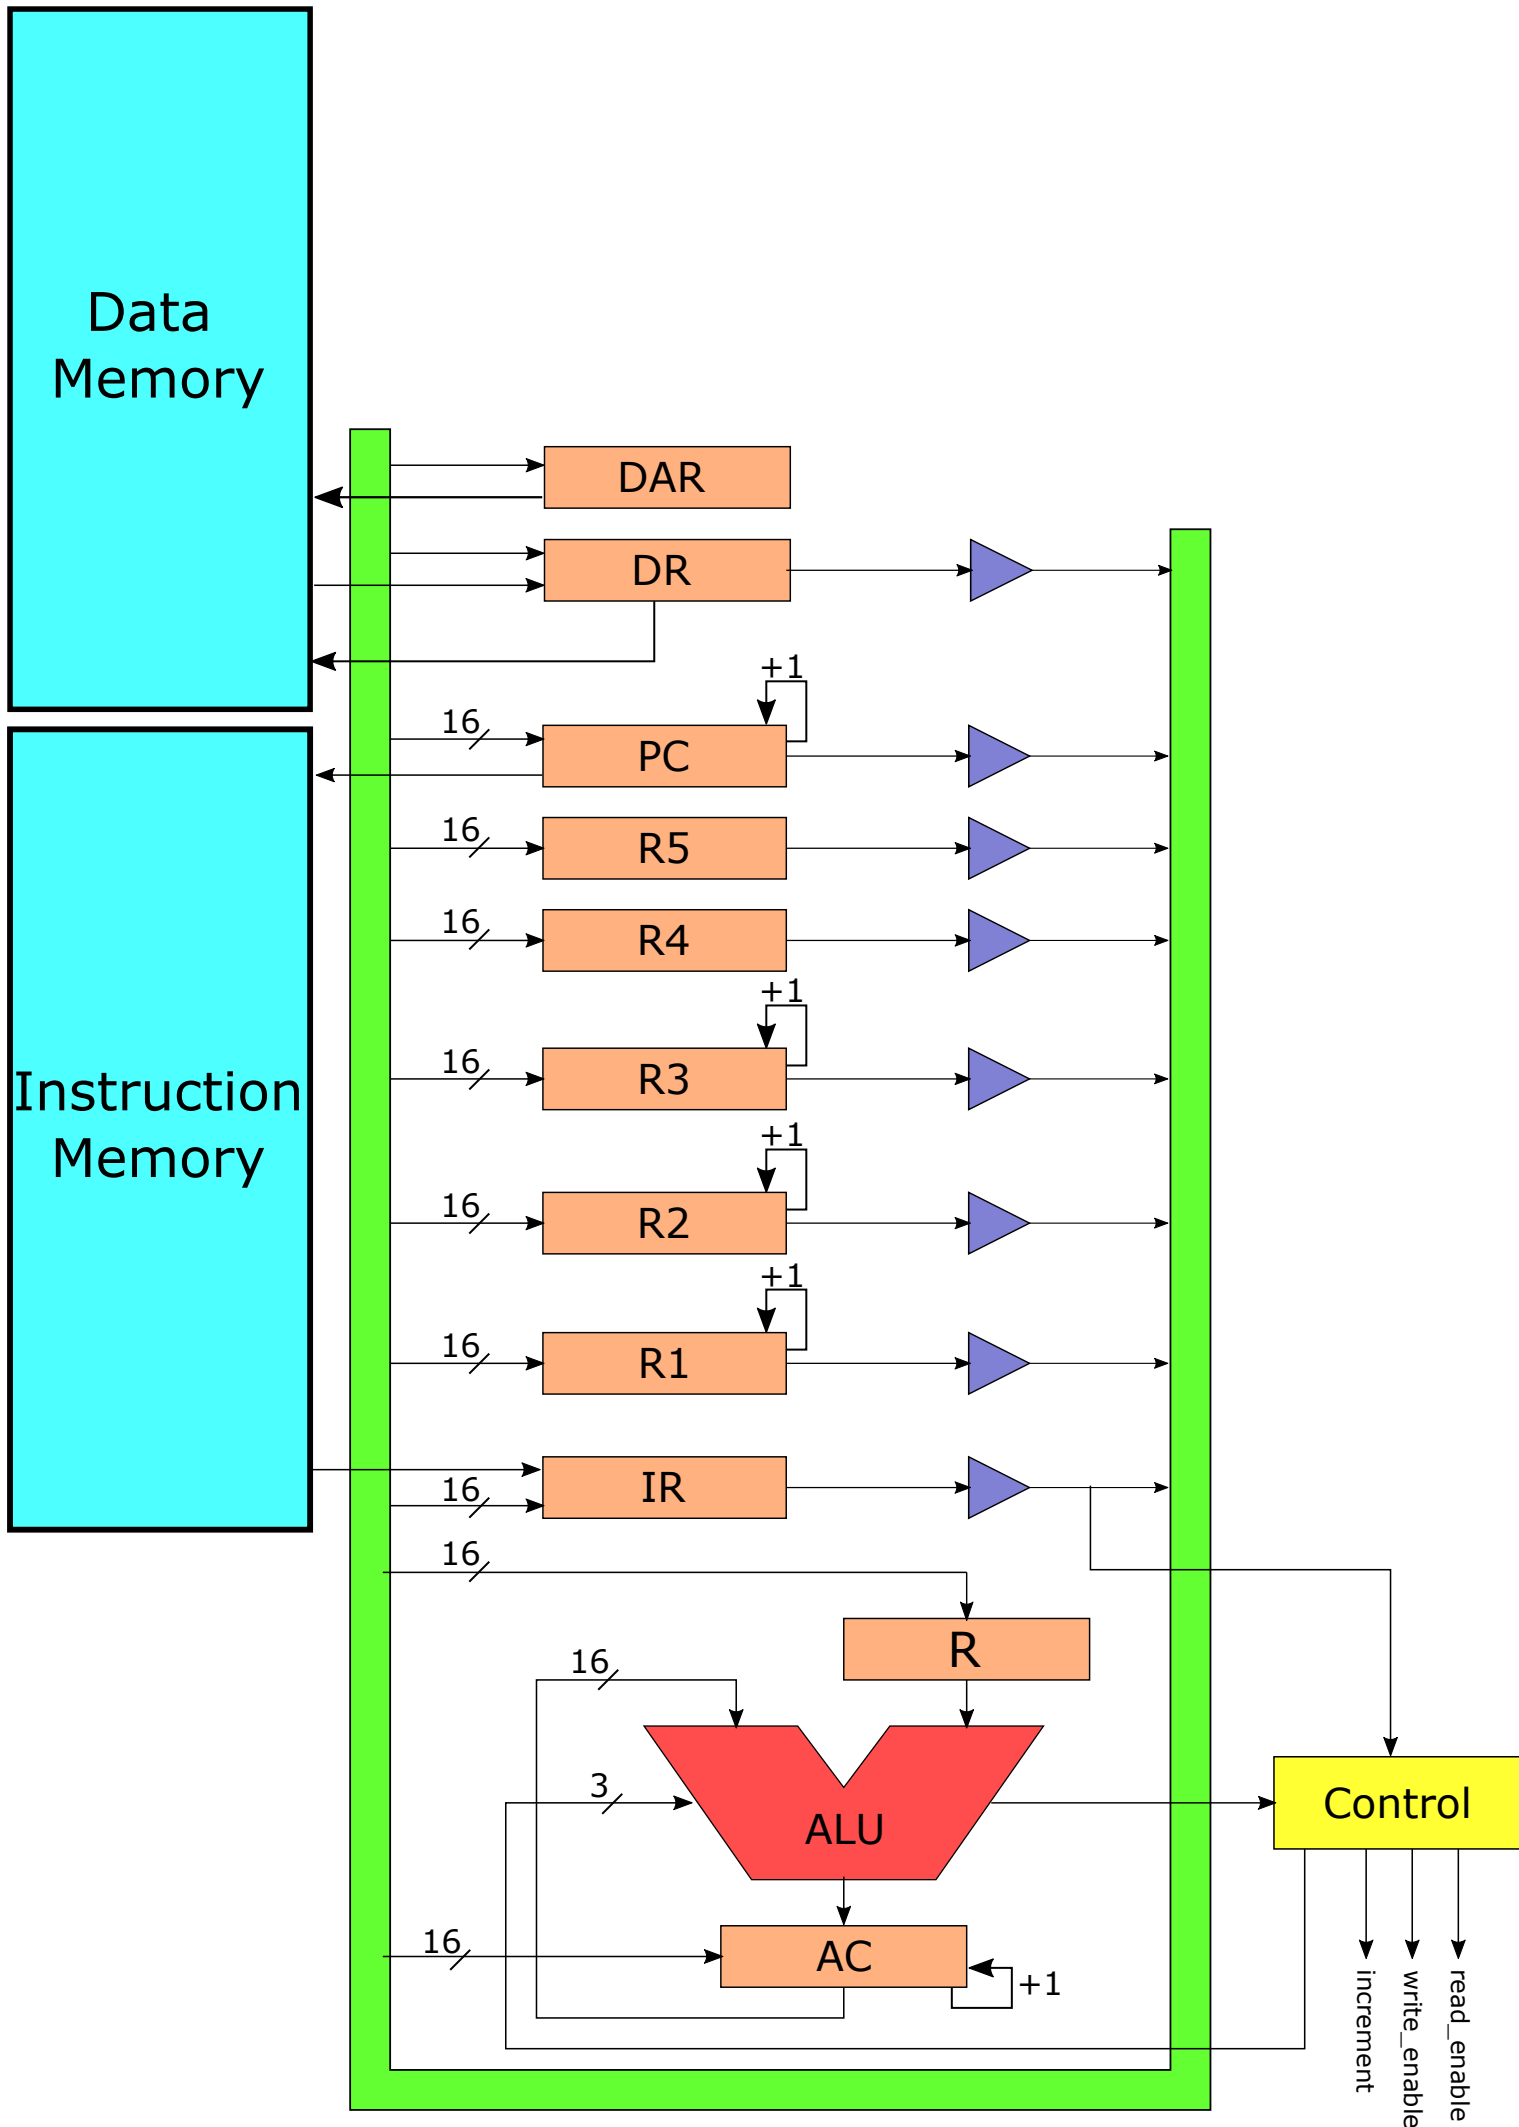 Data
Memory
DAR
DR
+1
16
PC
16
R5
16
R4
+1
16
R3
Instruction
Memory
+1
16
R2
+1
16
R1
16
IR
16
R
16
3
ALU
Control
16
AC
+1
increment
write_enable
read_enable